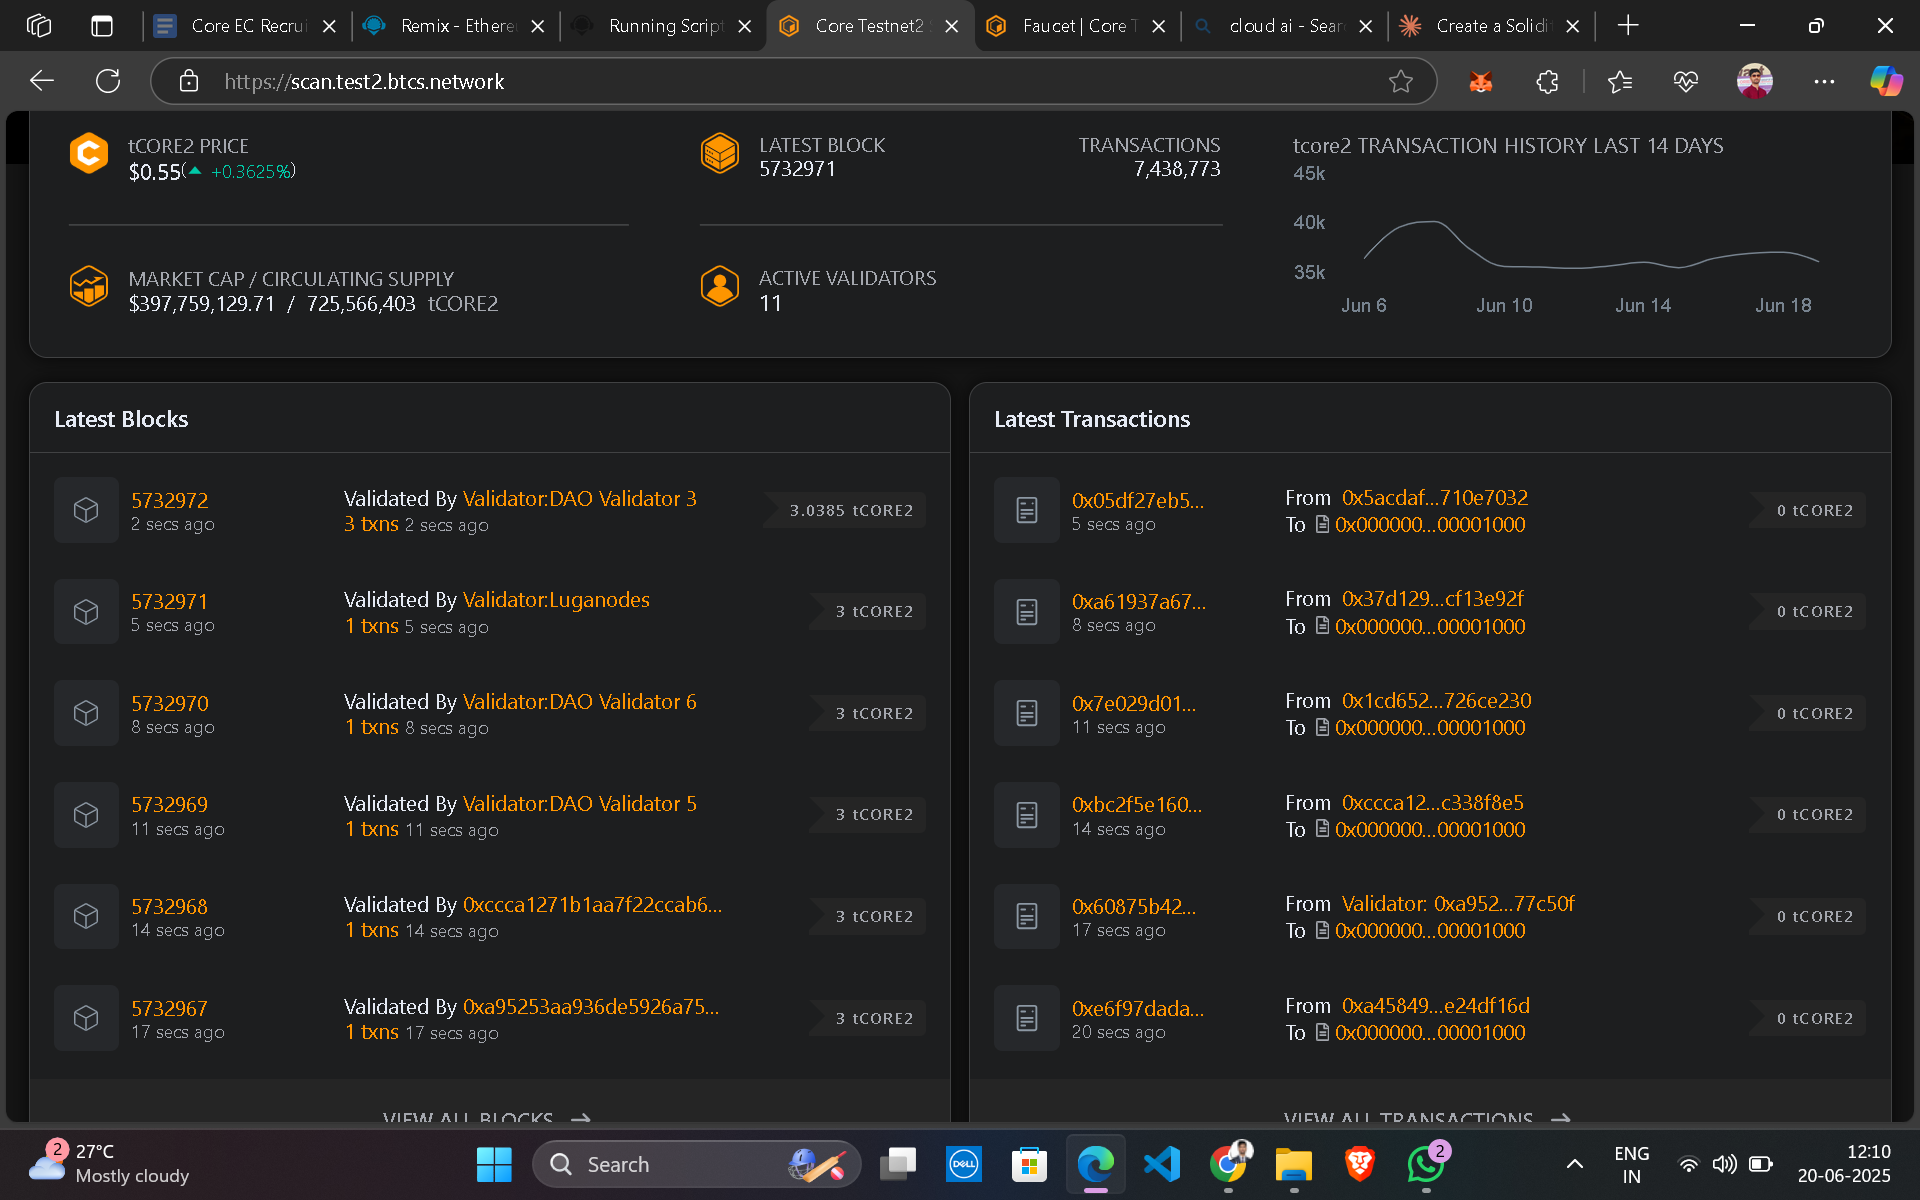 Core EC Recrui
Remix - Ethere
Running Script
Core Testnet2
Faucet | Core T
cloud ai - Sear
Create a Solidi
https://scan.test2.btcs.network
tCORE2 PRICE
$0.55(▲ +0.3625%)
LATEST BLOCK
5732971
TRANSACTIONS
7,438,773
MARKET CAP / CIRCULATING SUPPLY
$397,759,129.71 / 725,566,403 tCORE2
ACTIVE VALIDATORS
11
tcore2 TRANSACTION HISTORY LAST 14 DAYS
45k
40k
35k
Jun 6 Jun 10 Jun 14 Jun 18
Latest Blocks
5732972
2 secs ago
Validated By Validator:DAO Validator 3
3 txns 2 secs ago
3.0385 tCORE2
5732971
5 secs ago
Validated By Validator:Luganodes
1 txns 5 secs ago
3 tCORE2
5732970
8 secs ago
Validated By Validator:DAO Validator 6
1 txns 8 secs ago
3 tCORE2
5732969
11 secs ago
Validated By Validator:DAO Validator 5
1 txns 11 secs ago
3 tCORE2
5732968
14 secs ago
Validated By 0xccca1271b1aa7f22ccab6...
1 txns 14 secs ago
3 tCORE2
5732967
17 secs ago
Validated By 0xa95253aa936de5926a75...
1 txns 17 secs ago
3 tCORE2
VIEW ALL BLOCKS →
Latest Transactions
0x05df27eb5...
5 secs ago
From 0x5acdaf...710e7032
To 0x000000...00001000
0 tCORE2
0xa61937a67...
8 secs ago
From 0x37d129...cf13e92f
To 0x000000...00001000
0 tCORE2
0x7e029d01...
11 secs ago
From 0x1cd652...726ce230
To 0x000000...00001000
0 tCORE2
0xbc2f5e160...
14 secs ago
From 0xccca12...c338f8e5
To 0x000000...00001000
0 tCORE2
0x60875b42...
17 secs ago
From Validator: 0xa952...77c50f
To 0x000000...00001000
0 tCORE2
0xe6f97dada...
20 secs ago
From 0xa45849...e24df16d
To 0x000000...00001000
0 tCORE2
VIEW ALL TRANSACTIONS →
2
27°C
Mostly cloudy
Search
DELL
2
ENG
IN
12:10
20-06-2025